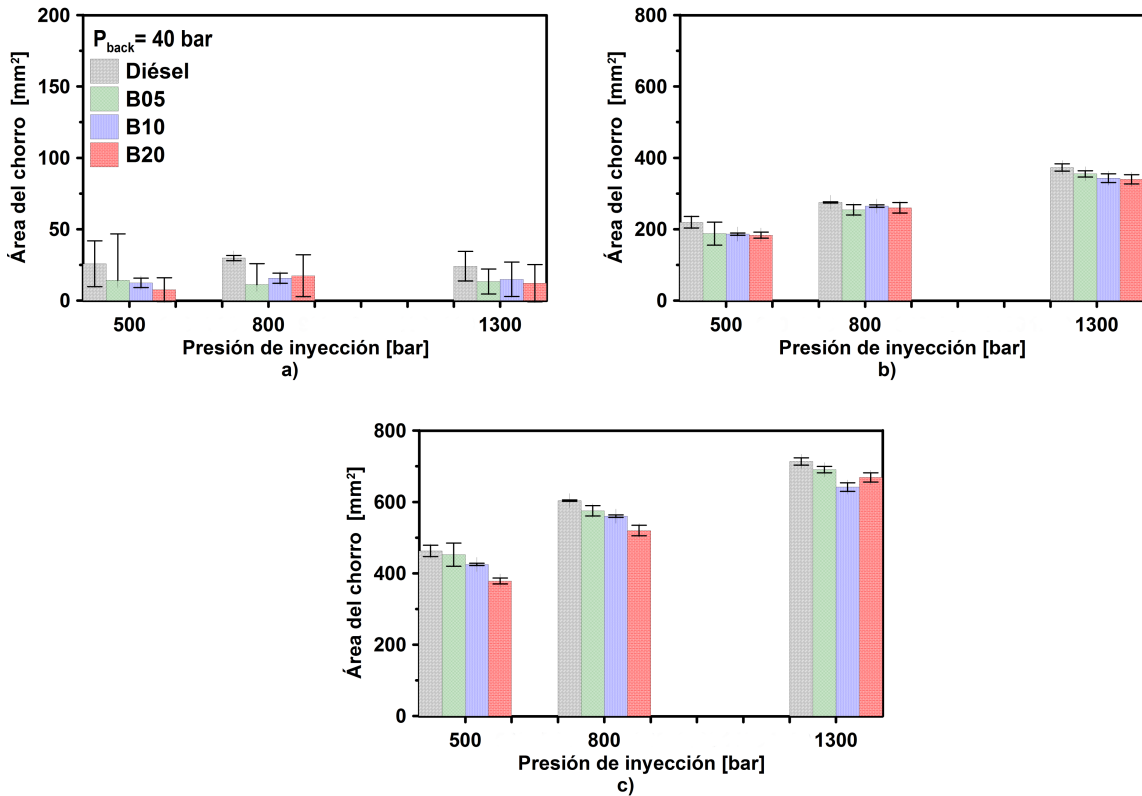 Área del chorro [mm²]
200
150
100
50
0
P_back= 40 bar
Diésel
B05
B10
B20
500
800
1300
Presión de inyección [bar]
a)
Área del chorro [mm²]
800
600
400
200
0
500
800
1300
Presión de inyección [bar]
b)
Área del chorro [mm²]
800
600
400
200
0
500
800
1300
Presión de inyección [bar]
c)